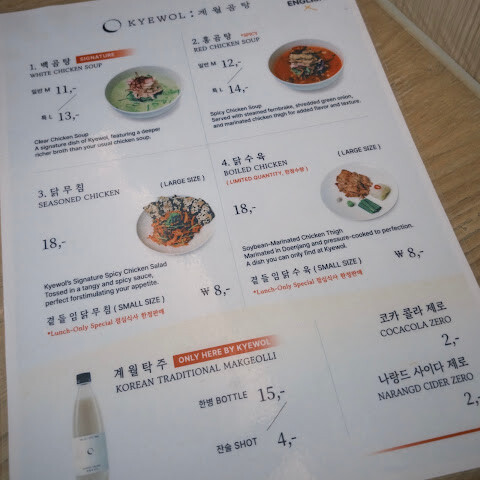 KYEWOL : 계월곰탕
1. 백곰탕 SIGNATURE
WHITE CHICKEN SOUP
일반 M 11,-
특 L 13,-
Clear Chicken Soup
A signature dish of Kyewol, featuring a deeper
richer broth than your usual chicken soup.
2. 홍곰탕
RED CHICKEN SOUP
일반 M 12,-
특 L 14,-
Spicy Chicken Soup
Served with steamed fernbrake, shredded green onion,
and marinated chicken thigh for added flavor and texture.
3. 닭무침 (LARGE SIZE)
SEASONED CHICKEN
18,-
Kyewol's Signature Spicy Chicken Salad
Tossed in a tangy and spicy sauce,
perfect forstimulating your appetite.
곁들임닭무침 (SMALL SIZE) ₩ 8,-
*Lunch-Only Special 점심식사 한정판매
4. 닭수육 (LARGE SIZE)
BOILED CHICKEN
(LIMITED QUANTITY, 한정수량)
18,-
Soybean-Marinated Chicken Thigh
Marinated in Doenjang and pressure-cooked to perfection.
A dish you can only find at Kyewol.
곁들임닭수육 (SMALL SIZE) ₩ 8,-
*Lunch-Only Special 점심식사 한정판매
계월탁주 ONLY HERE BY KYEWOL
KOREAN TRADITIONAL MAKGEOLLI
한병 BOTTLE 15,-
잔술 SHOT 4,-
코카 콜라 제로
COCACOLA ZERO
2,-
나랑드 사이다 제로
NARANGD CIDER ZERO
2,-